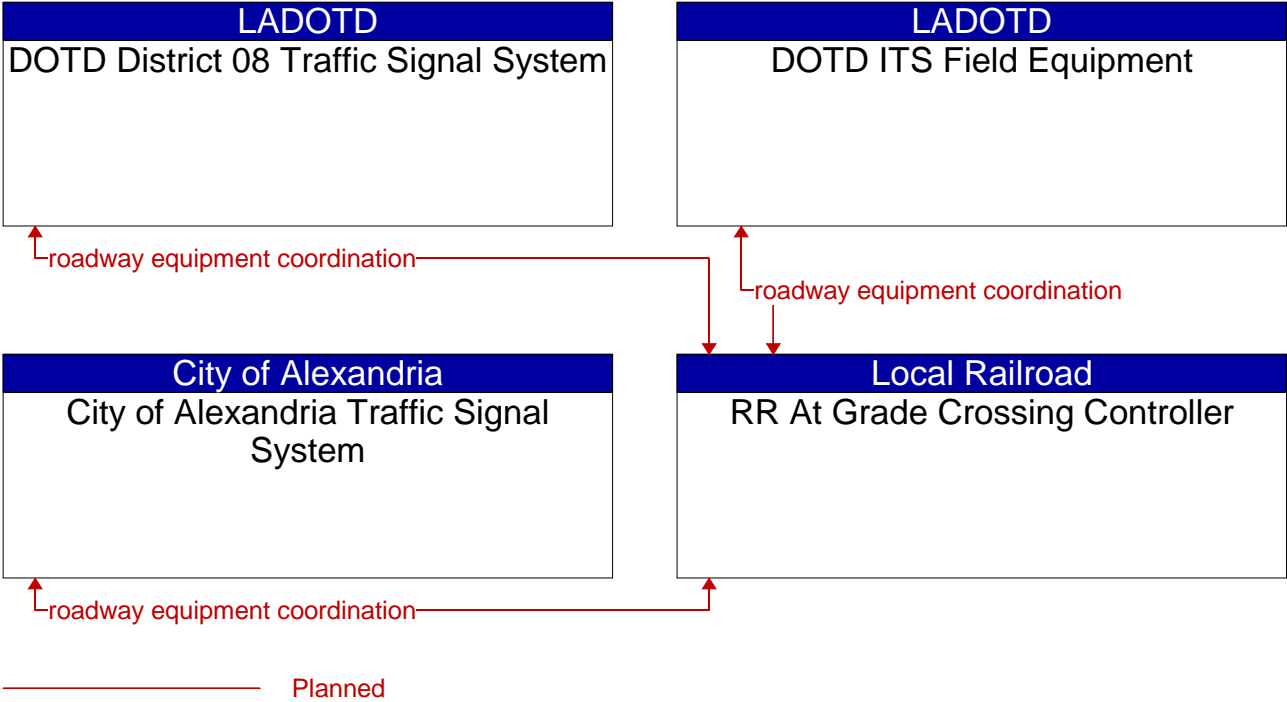 LADOTD
DOTD District 08 Traffic Signal System
LADOTD
DOTD ITS Field Equipment
roadway equipment coordination
roadway equipment coordination
City of Alexandria
City of Alexandria Traffic Signal
System
Local Railroad
RR At Grade Crossing Controller
roadway equipment coordination
Planned